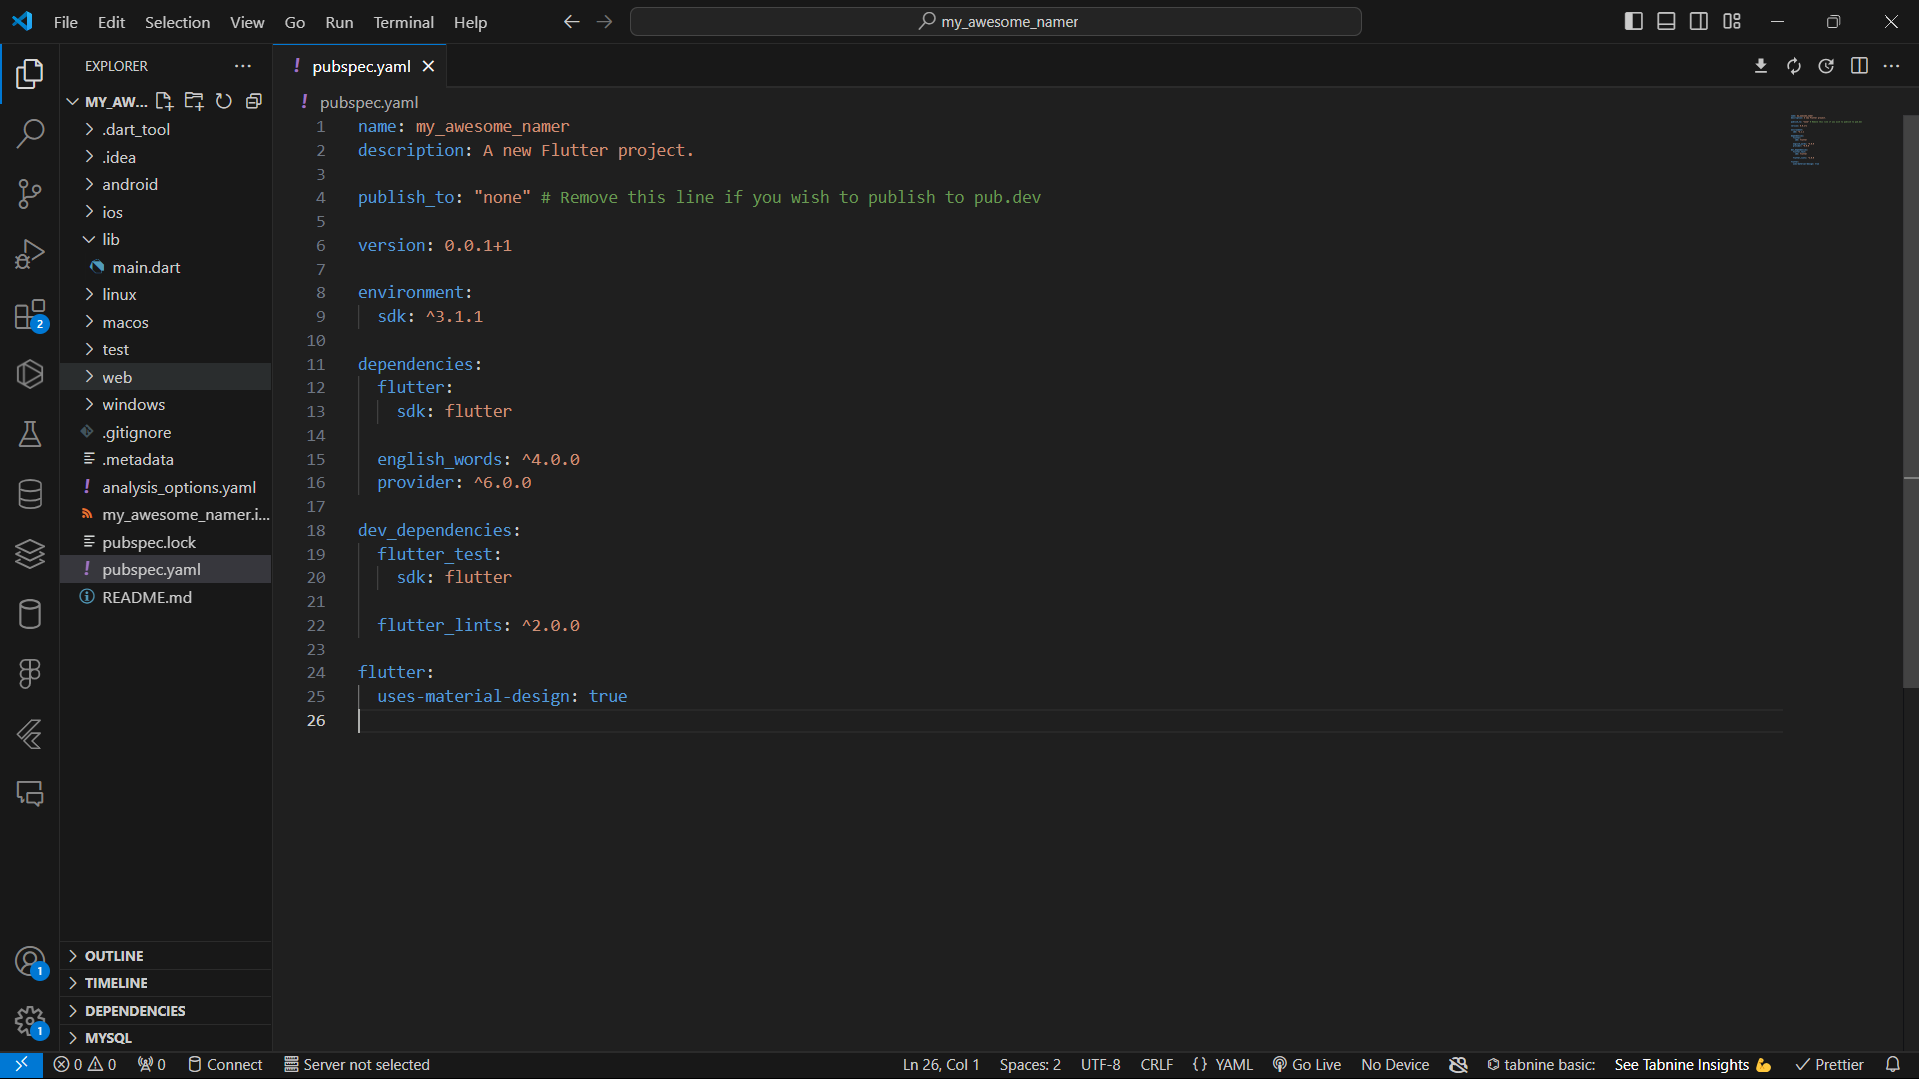 File Edit Selection View Go Run Terminal Help
my_awesome_namer
EXPLORER
MY_AW...
.dart_tool
.idea
android
ios
lib
main.dart
linux
macos
test
web
windows
.gitignore
.metadata
analysis_options.yaml
my_awesome_namer.i...
pubspec.lock
pubspec.yaml
README.md
OUTLINE
TIMELINE
DEPENDENCIES
MYSQL
2
1
1
! pubspec.yaml
! pubspec.yaml
1 name: my_awesome_namer
2 description: A new Flutter project.
3
4 publish_to: "none" # Remove this line if you wish to publish to pub.dev
5
6 version: 0.0.1+1
7
8 environment:
9 sdk: ^3.1.1
10
11 dependencies:
12 flutter:
13 sdk: flutter
14
15 english_words: ^4.0.0
16 provider: ^6.0.0
17
18 dev_dependencies:
19 flutter_test:
20 sdk: flutter
21
22 flutter_lints: ^2.0.0
23
24 flutter:
25 uses-material-design: true
26
0 0 0 Connect Server not selected Ln 26, Col 1 Spaces: 2 UTF-8 CRLF {} YAML Go Live No Device tabnine basic: See Tabnine Insights 💪 Prettier